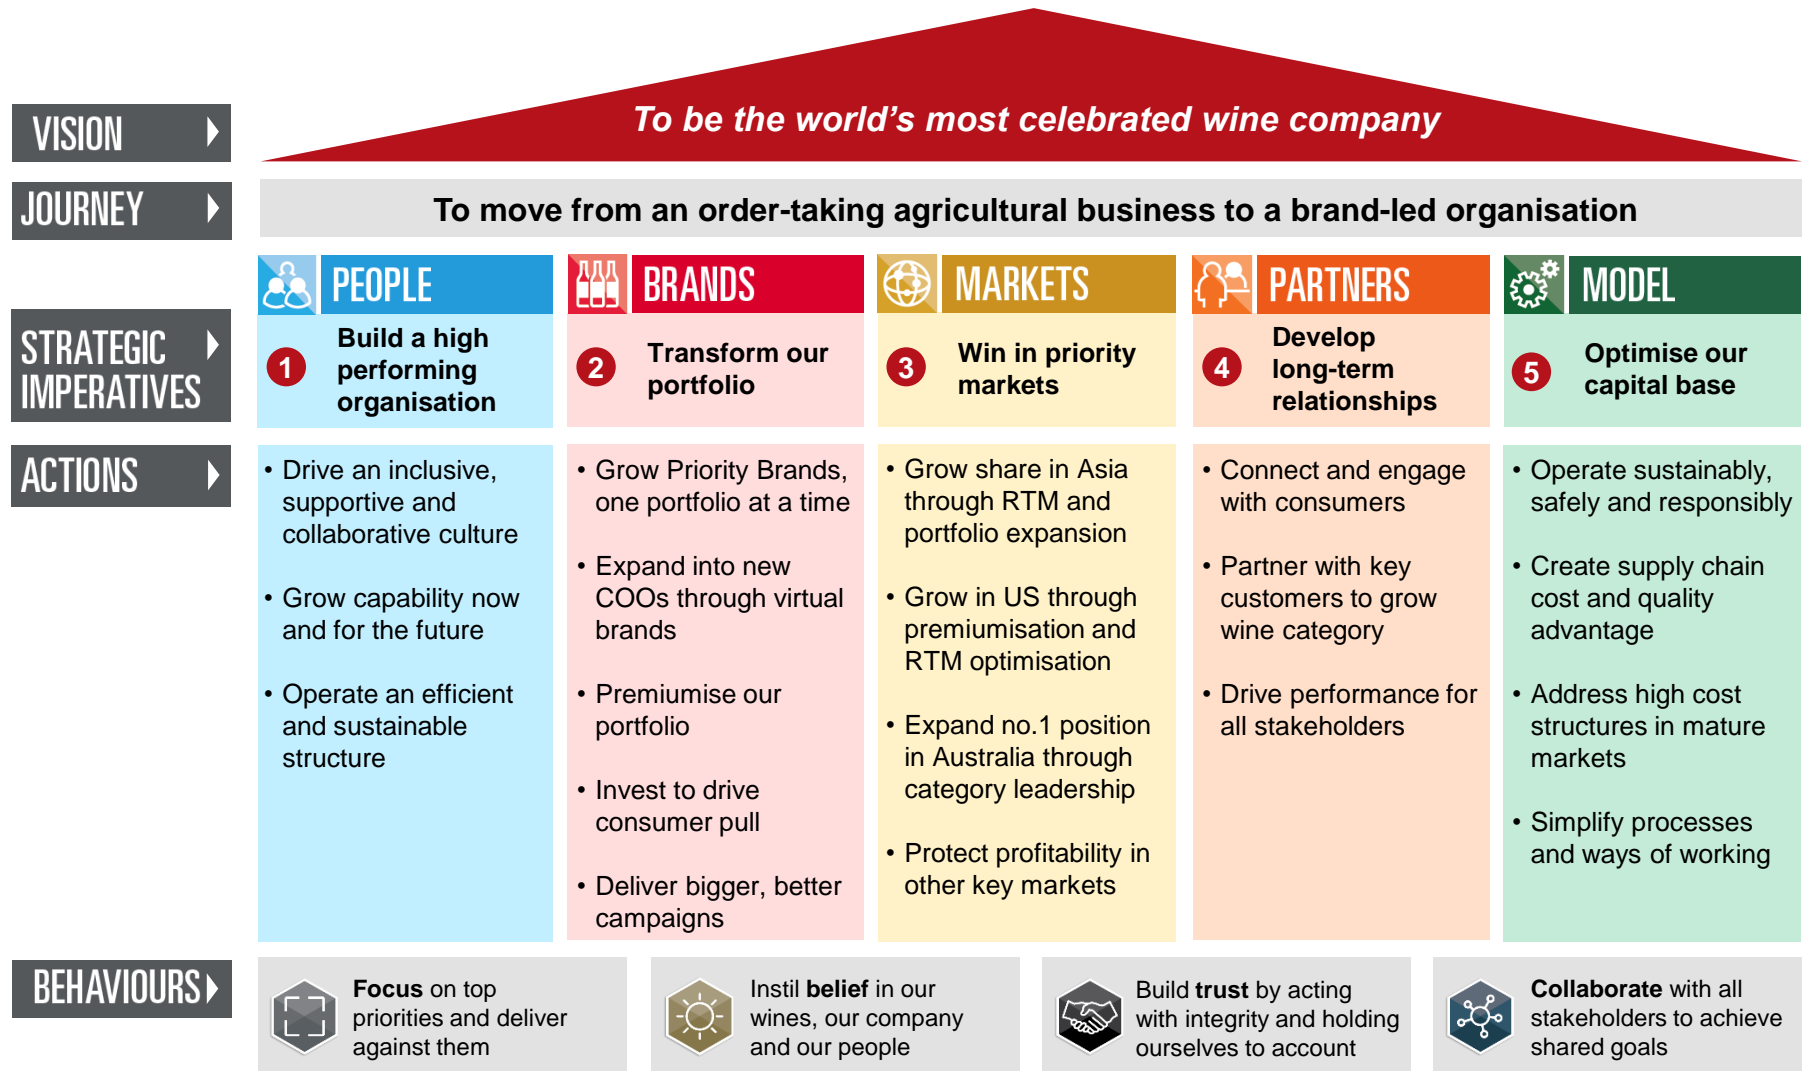 VISION
To be the world's most celebrated wine company
JOURNEY
To move from an order-taking agricultural business to a brand-led organisation
STRATEGIC
IMPERATIVES
PEOPLE
1
Build a high
performing
organisation
BRANDS
2
Transform our
portfolio
MARKETS
3
Win in priority
markets
PARTNERS
4
Develop
long-term
relationships
MODEL
5
Optimise our
capital base
ACTIONS
• Drive an inclusive,
supportive and
collaborative culture
• Grow capability now
and for the future
• Operate an efficient
and sustainable
structure
• Grow Priority Brands,
one portfolio at a time
• Expand into new
COOs through virtual
brands
• Premiumise our
portfolio
• Invest to drive
consumer pull
• Deliver bigger, better
campaigns
• Grow share in Asia
through RTM and
portfolio expansion
• Grow in US through
premiumisation and
RTM optimisation
• Expand no.1 position
in Australia through
category leadership
• Protect profitability in
other key markets
• Connect and engage
with consumers
• Partner with key
customers to grow
wine category
• Drive performance for
all stakeholders
• Operate sustainably,
safely and responsibly
• Create supply chain
cost and quality
advantage
• Address high cost
structures in mature
markets
• Simplify processes
and ways of working
BEHAVIOURS
Focus on top
priorities and deliver
against them
Instil belief in our
wines, our company
and our people
Build trust by acting
with integrity and holding
ourselves to account
Collaborate with all
stakeholders to achieve
shared goals